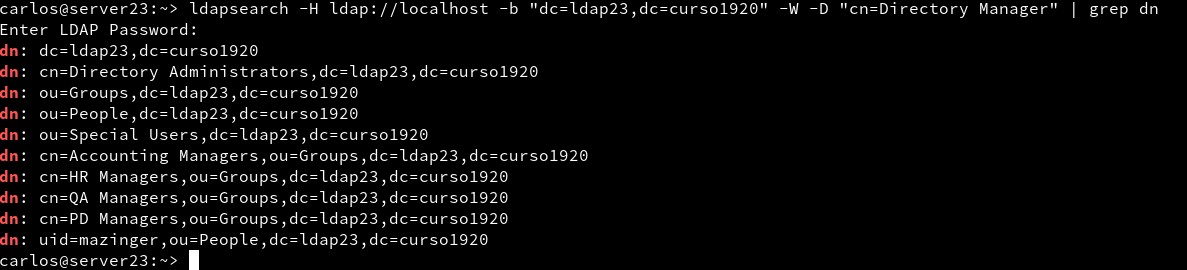 carlos@server23:~> ldapsearch -H ldap://localhost -b "dc=ldap23,dc=curso1920" -W -D "cn=Directory Manager" | grep dn
Enter LDAP Password:
dn: dc=ldap23,dc=curso1920
dn: cn=Directory Administrators,dc=ldap23,dc=curso1920
dn: ou=Groups,dc=ldap23,dc=curso1920
dn: ou=People,dc=ldap23,dc=curso1920
dn: ou=Special Users,dc=ldap23,dc=curso1920
dn: cn=Accounting Managers,ou=Groups,dc=ldap23,dc=curso1920
dn: cn=HR Managers,ou=Groups,dc=ldap23,dc=curso1920
dn: cn=QA Managers,ou=Groups,dc=ldap23,dc=curso1920
dn: cn=PD Managers,ou=Groups,dc=ldap23,dc=curso1920
dn: uid=mazinger,ou=People,dc=ldap23,dc=curso1920
carlos@server23:~>